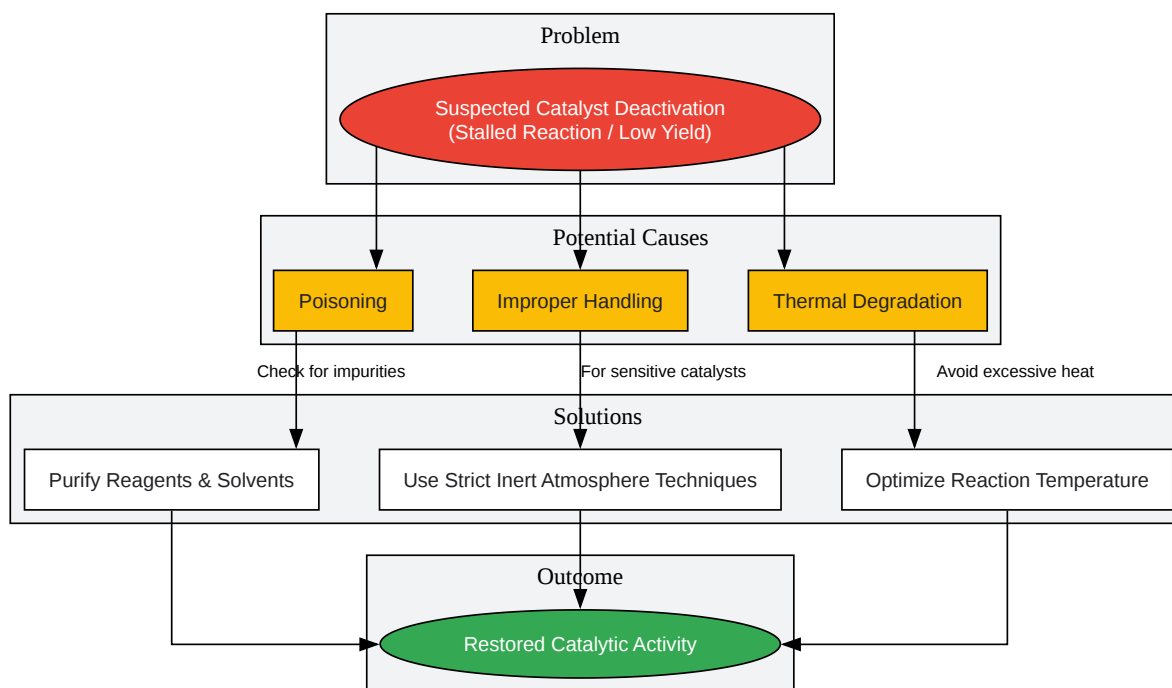 Problem
Suspected Catalyst Deactivation
(Stalled Reaction / Low Yield)
Potential Causes
Poisoning
Improper Handling
Thermal Degradation
Check for impurities
For sensitive catalysts
Avoid excessive heat
Solutions
Purify Reagents & Solvents
Use Strict Inert Atmosphere Techniques
Optimize Reaction Temperature
Outcome
Restored Catalytic Activity